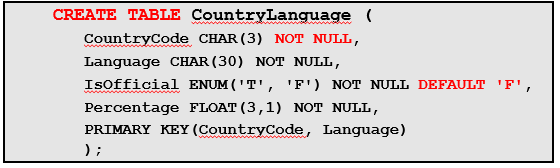 CREATE TABLE CountryLanguage (
CountryCode CHAR(3) NOT NULL,
Language CHAR(30) NOT NULL,
IsOfficial ENUM('T', 'F') NOT NULL DEFAULT 'F',
Percentage FLOAT(3,1) NOT NULL,
PRIMARY KEY(CountryCode, Language)
);